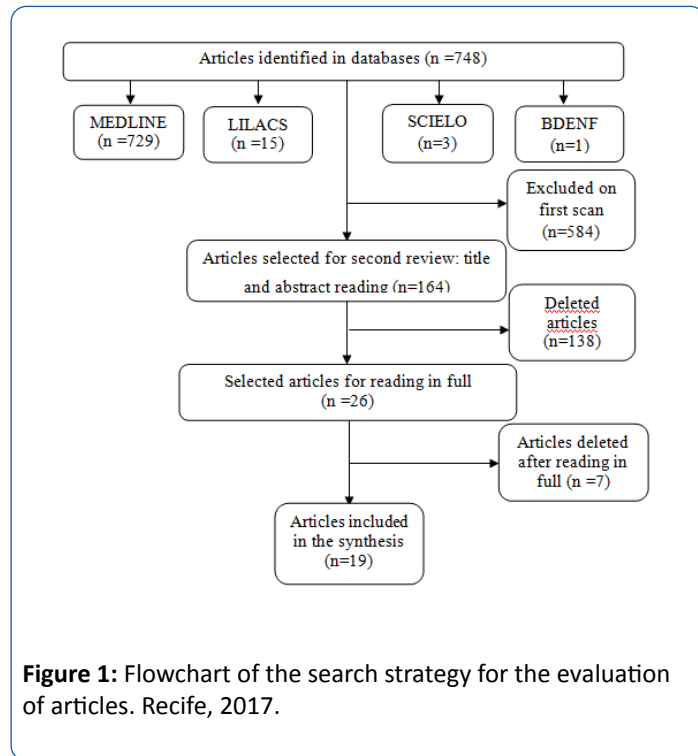 Articles identified in databases (n =748)
MEDLINE
(n =729)
LILACS
(n =15)
SCIELO
(n=3)
BDENF
(n=1)
Excluded on
first scan
(n=584)
Articles selected for second review: title
and abstract reading (n=164)
Deleted
articles
(n=138)
Selected articles for reading in full
(n =26)
Articles deleted
after reading in
full (n =7)
Articles included
in the synthesis
(n=19)
Figure 1: Flowchart of the search strategy for the evaluation
of articles. Recife, 2017.